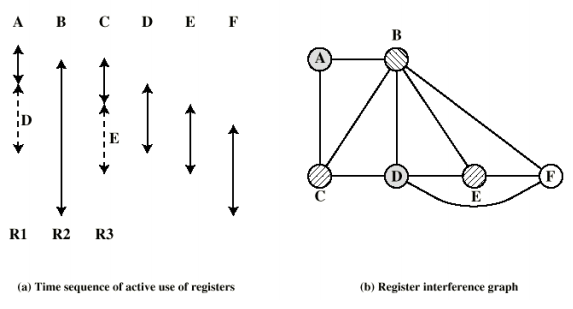 A B C D E F
D
E
R1 R2 R3
(a) Time sequence of active use of registers
B
A
C D E F
(b) Register interference graph